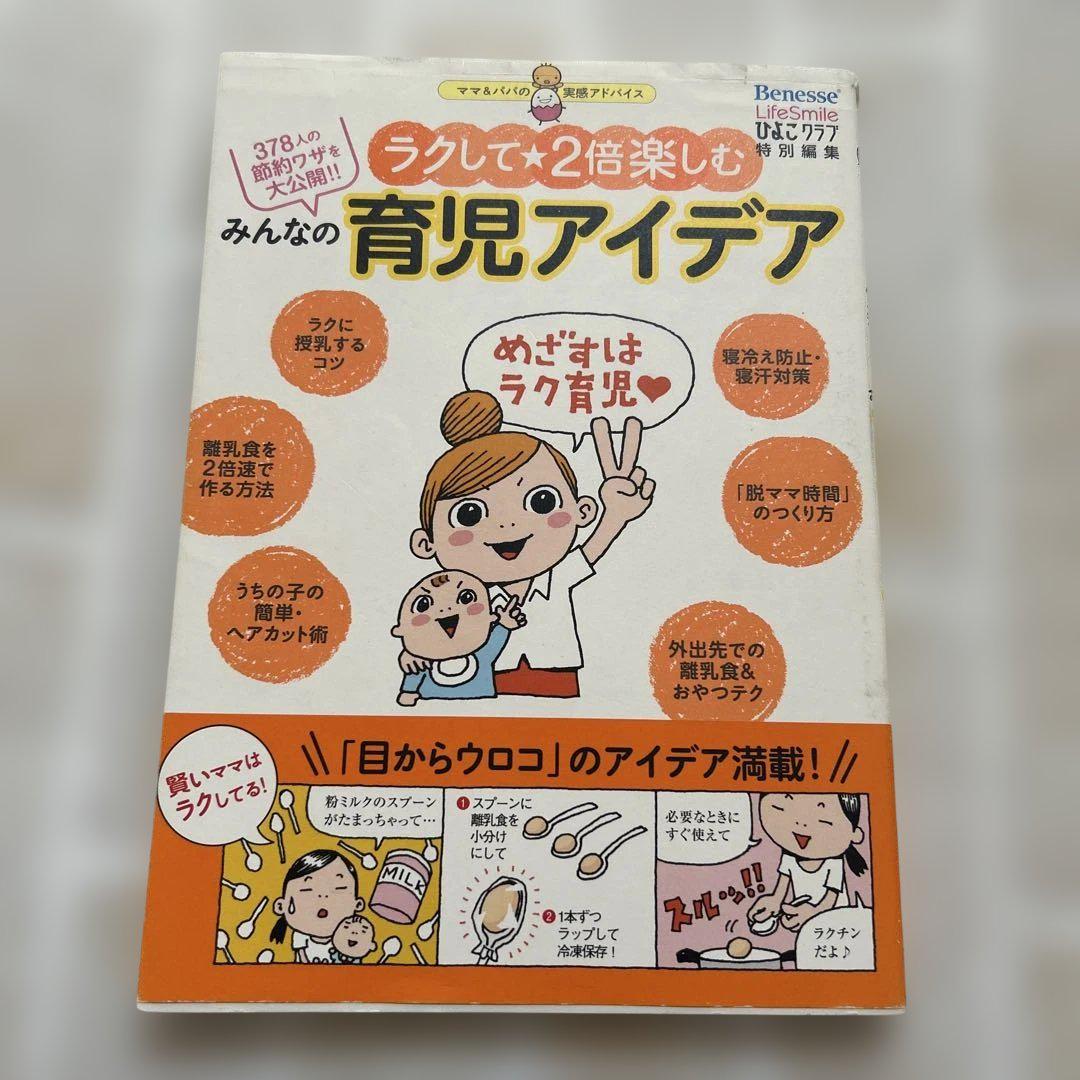 ママ&パパの 実感アドバイス
Benesse®
LifeSmile
ひよこクラブ
特別編集
378人の
節約ワザを
大公開!!
ラクして★2倍楽しむ
みんなの 育児アイデア
ラクに
授乳する
コツ
めざすは
ラク育児♥
寝冷え防止・
寝汗対策
離乳食を
2倍速で
作る方法
「脱ママ時間」
のつくり方
うちの子の
簡単・
ヘアカット術
外出先での
離乳食&
おやつテク
「目からウロコ」のアイデア満載!
賢いママは
ラクしてる!
粉ミルクのスプーン
がたまっちゃって…
MILK
1 スプーンに
離乳食を
小分け
にして
2 1本ずつ
ラップして
冷凍保存!
必要なときに
すぐ使えて
スルッ!!
ラクチン
だよ♪